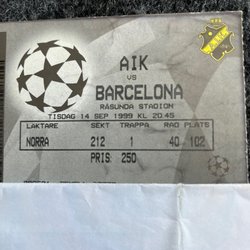 AIK
VS
BARCELONA
RÅSUNDA STADION
TISDAG 14 SEP 1999 KL 20.45
LÄKTARE SEKT TRAPPA RAD PLATS
NORRA 212 1 40 - 102
PRIS 250